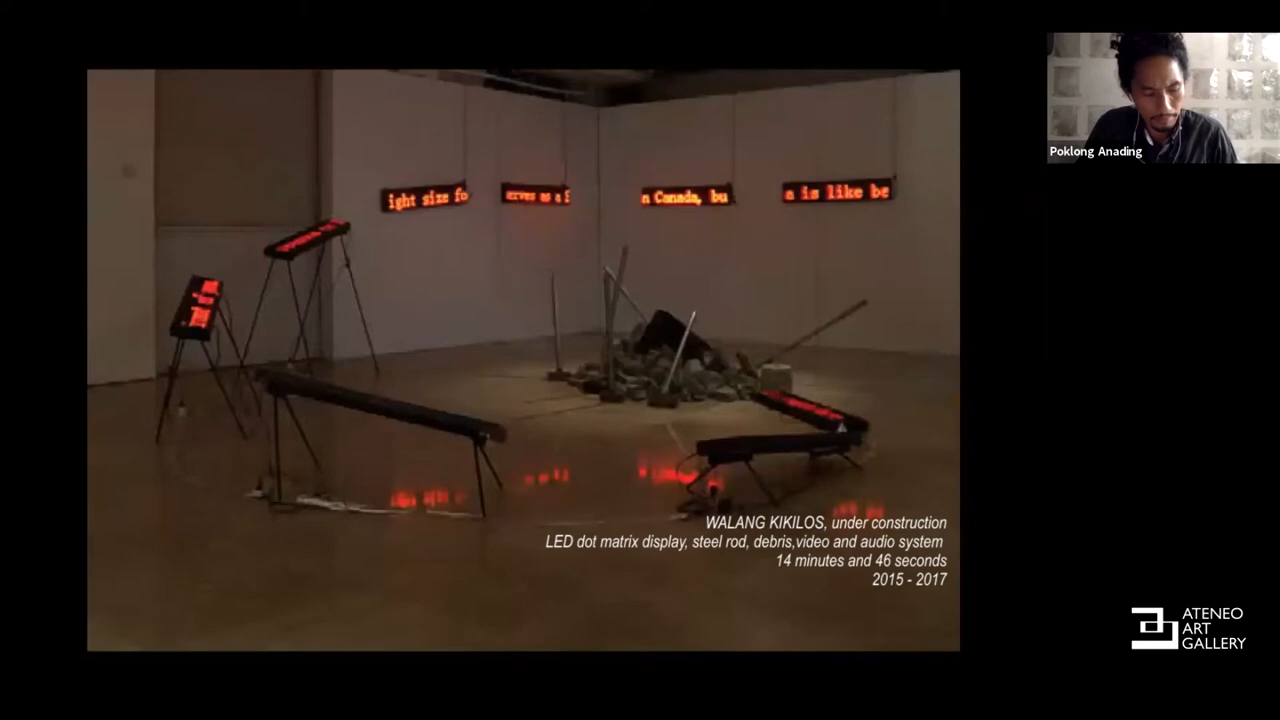 Poklong Anading
ight size fo
erves as a
n Canada, bu
a is like be
WALANG KIKILOS, under construction
LED dot matrix display, steel rod, debris,video and audio system
14 minutes and 46 seconds
2015 - 2017
ATENEO
ART
GALLERY